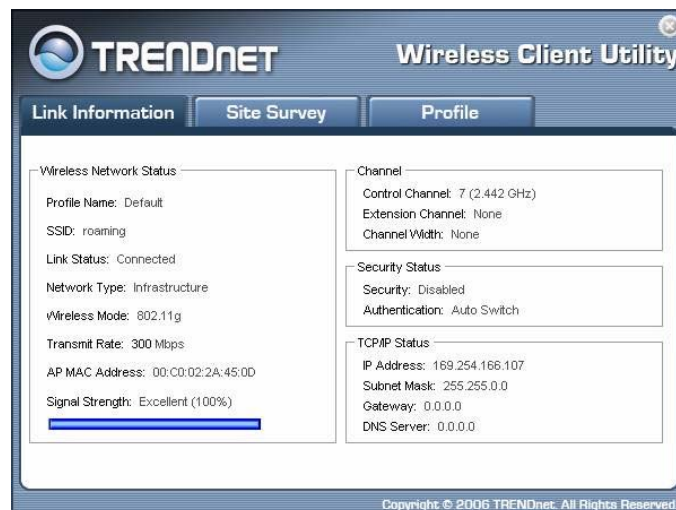 TRENDNET
Wireless Client Utility
Link Information
Site Survey
Profile
Wireless Network Status
Profile Name: Default
SSID: roaming
Link Status: Connected
Network Type: Infrastructure
Wireless Mode: 802.11g
Transmit Rate: 300 Mbps
AP MAC Address: 00:C0:02:2A:45:0D
Signal Strength: Excellent (100%)
Channel
Control Channel: 7 (2.442 GHz)
Extension Channel: None
Channel Width: None
Security Status
Security: Disabled
Authentication: Auto Switch
TCP/IP Status
IP Address: 169.254.166.107
Subnet Mask: 255.255.0.0
Gateway: 0.0.0.0
DNS Server: 0.0.0.0
Copyright © 2006 TRENDnet. All Rights Reserved